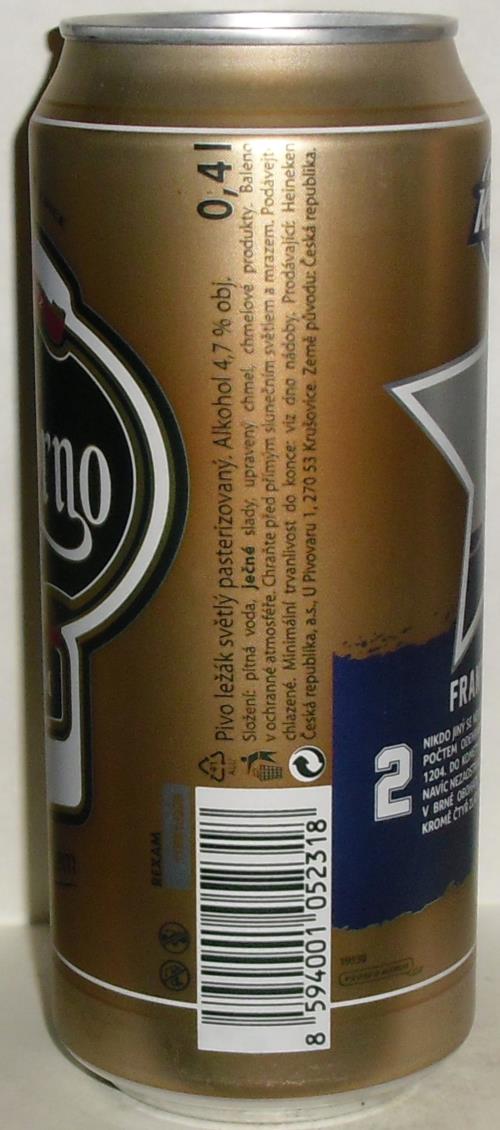 rno
0,4 l
Pivo ležák světlý pasterizovaný. Alkohol 4,7 % obj.
Složení: pitná voda, ječné slady, upravený chmel, chmelové produkty. Baleno
v ochranné atmosféře. Chraňte před přímým slunečním světlem a mrazem. Podávejte
chlazené. Minimální trvanlivost do konce: viz dno nádoby. Prodávající: Heineken
Česká republika, a.s., U Pivovaru 1, 270 53 Krušovice. Země původu: Česká republika.
41
ALU
REXAM
8 594001 052318
FRAN
2
NIKDO JINÝ SE
POČTEM
1204. DO
V BRNĚ
KROMĚ
19930